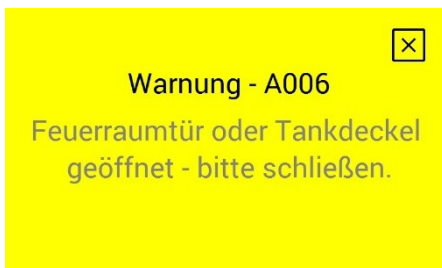 Warnung - A006
Feuerraumtür oder Tankdeckel
geöffnet - bitte schließen.